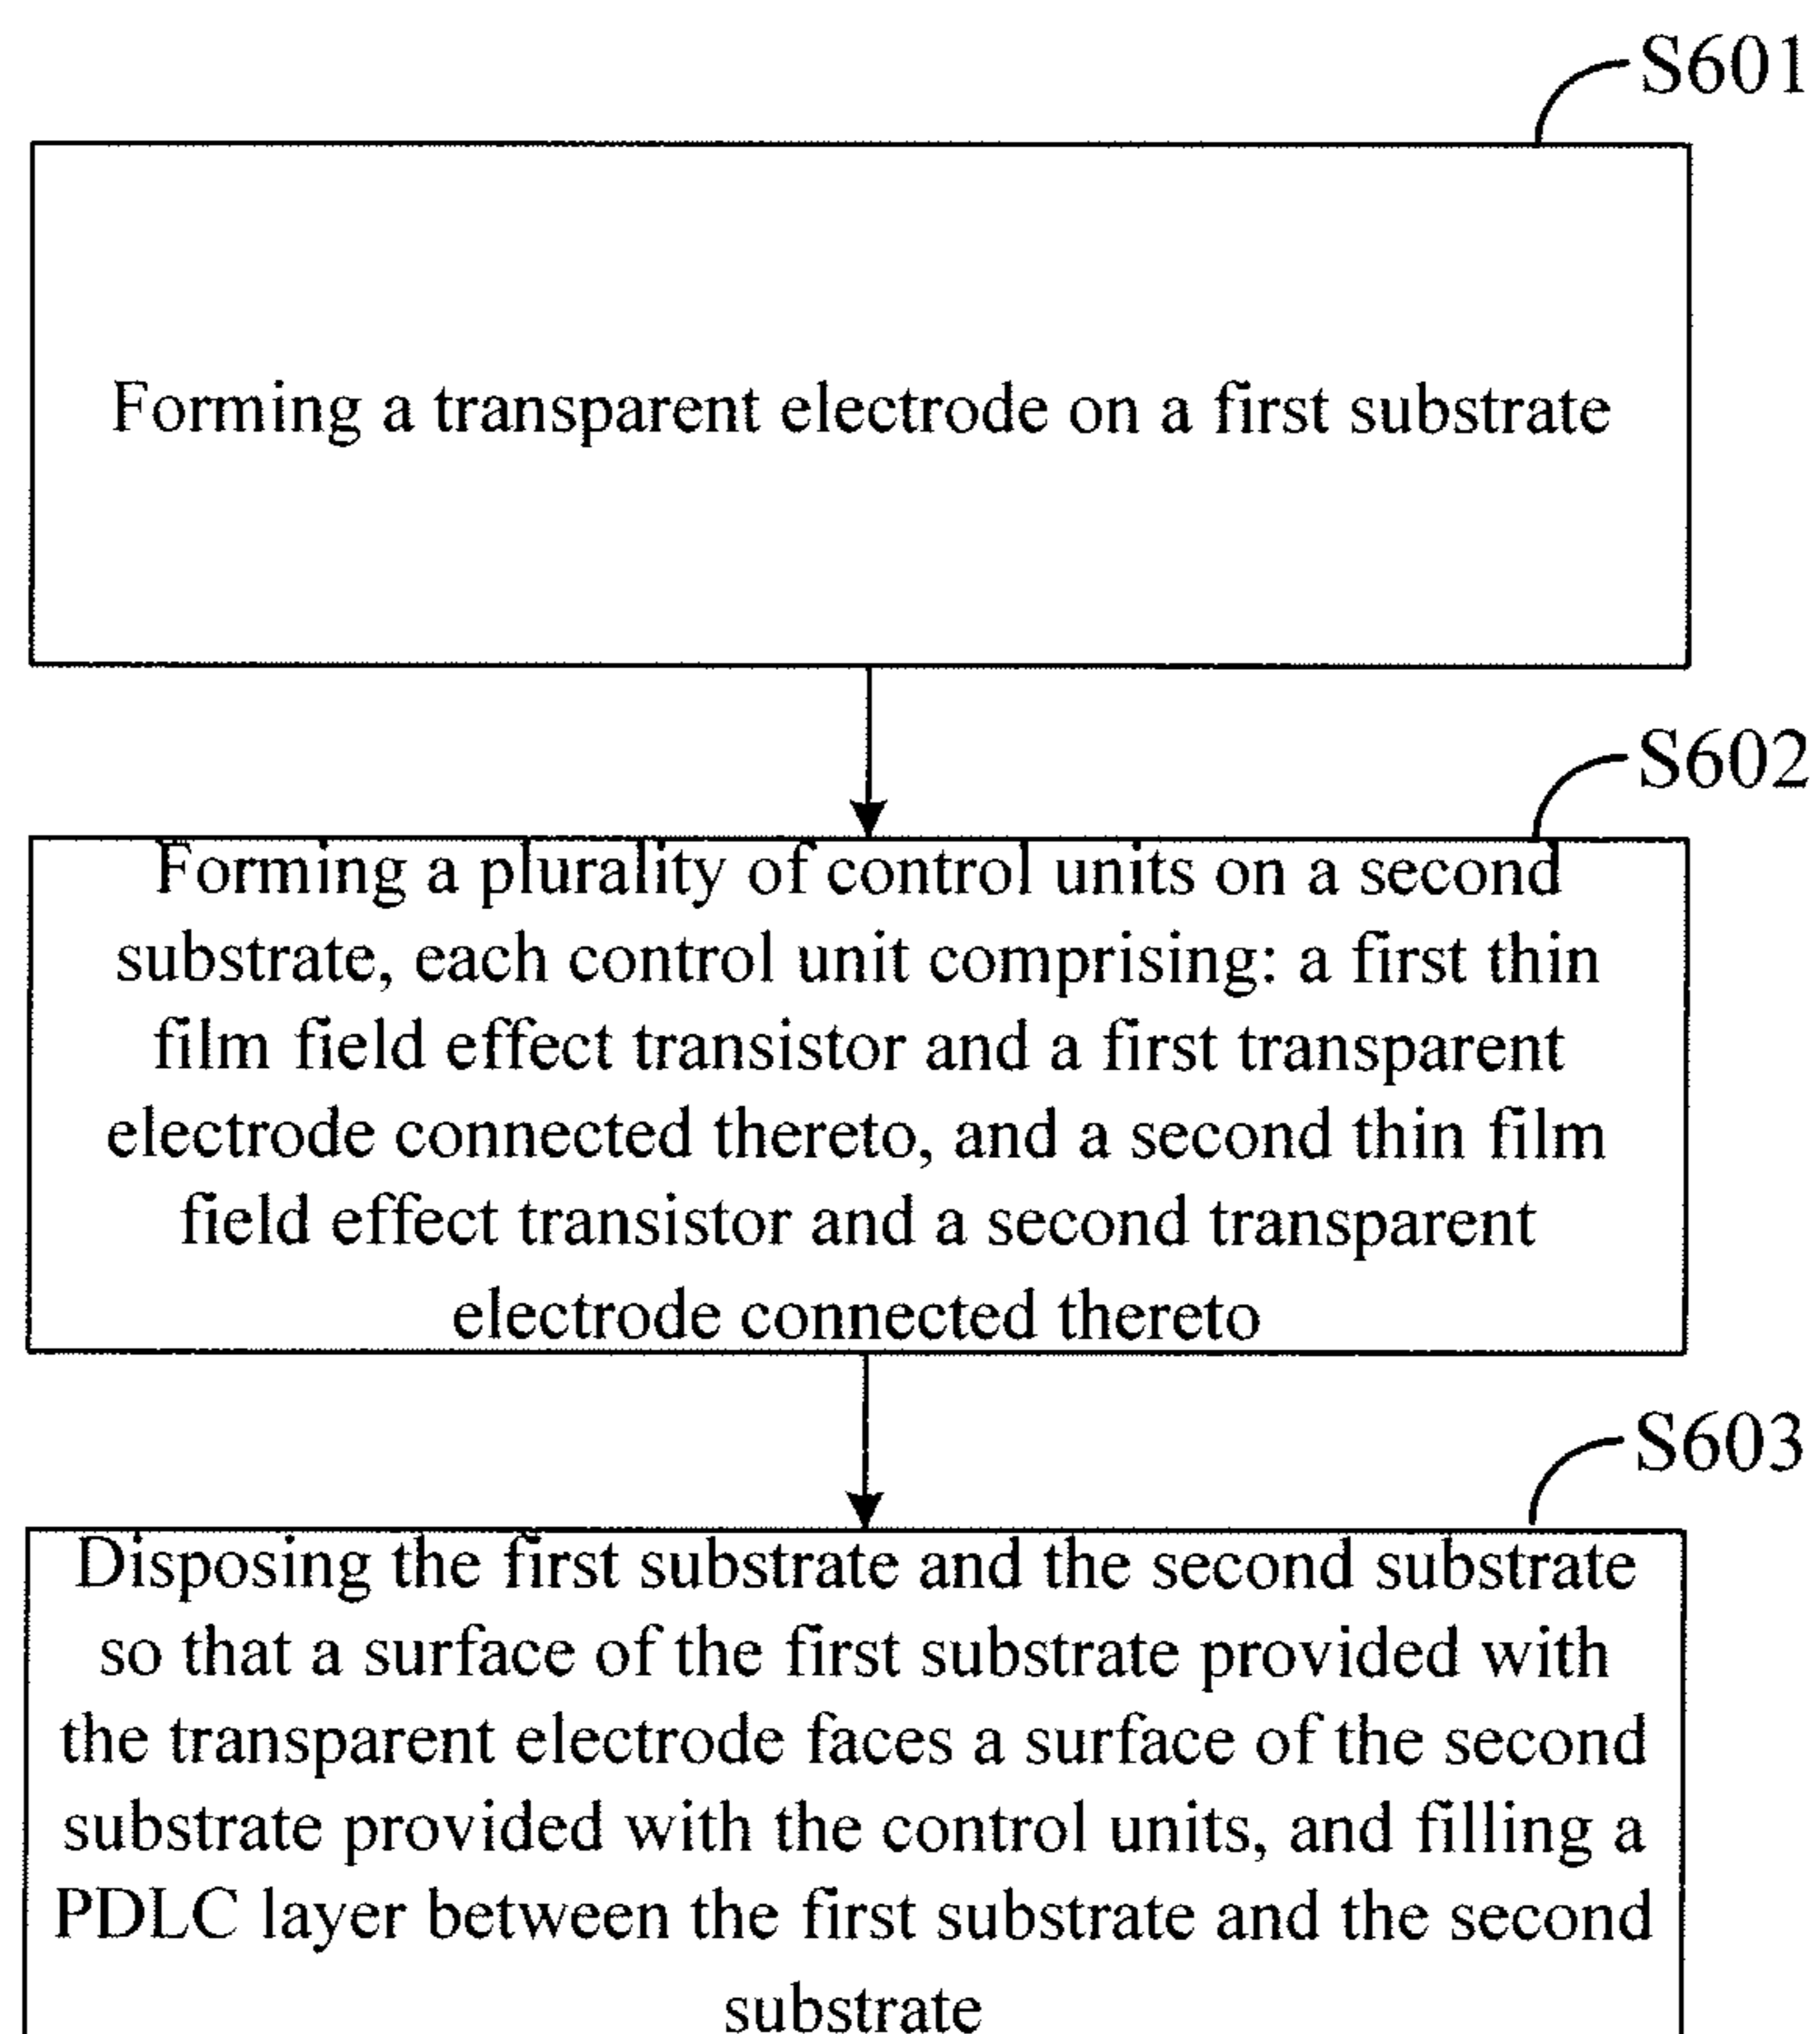 S601
Forming a transparent electrode on a first substrate
S602
Forming a plurality of control units on a second
substrate, each control unit comprising: a first thin
film field effect transistor and a first transparent
electrode connected thereto, and a second thin film
field effect transistor and a second transparent
electrode connected thereto
S603
Disposing the first substrate and the second substrate
so that a surface of the first substrate provided with
the transparent electrode faces a surface of the second
substrate provided with the control units, and filling a
PDLC layer between the first substrate and the second
substrate